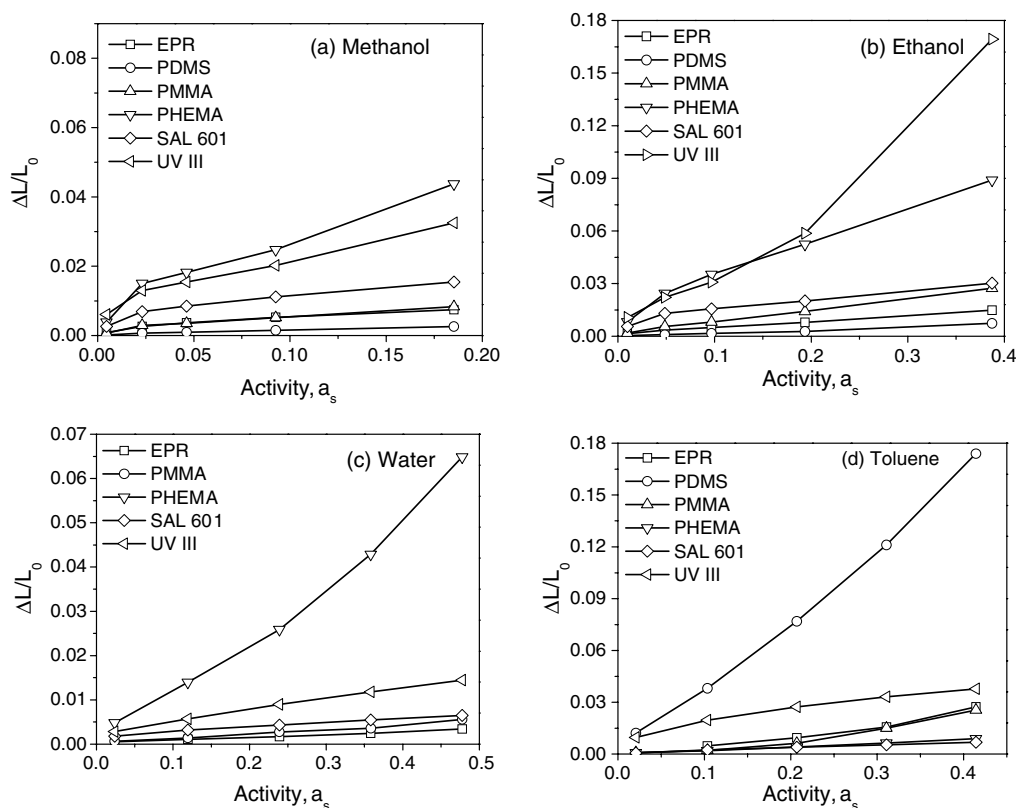 (a) Methanol
EPR
PDMS
PMMA
PHEMA
SAL 601
UV III
0.08
0.06
0.04
0.02
0.00
ΔL/L₀
0.00 0.05 0.10 0.15 0.20
Activity, aₛ
(b) Ethanol
EPR
PDMS
PMMA
PHEMA
SAL 601
UV III
0.18
0.15
0.12
0.09
0.06
0.03
0.00
ΔL/L₀
0.0 0.1 0.2 0.3 0.4
Activity, aₛ
(c) Water
EPR
PMMA
PHEMA
SAL 601
UV III
0.07
0.06
0.05
0.04
0.03
0.02
0.01
0.00
ΔL/L₀
0.0 0.1 0.2 0.3 0.4 0.5
Activity, aₛ
(d) Toluene
EPR
PDMS
PMMA
PHEMA
SAL 601
UV III
0.18
0.15
0.12
0.09
0.06
0.03
0.00
ΔL/L₀
0.0 0.1 0.2 0.3 0.4
Activity, aₛ